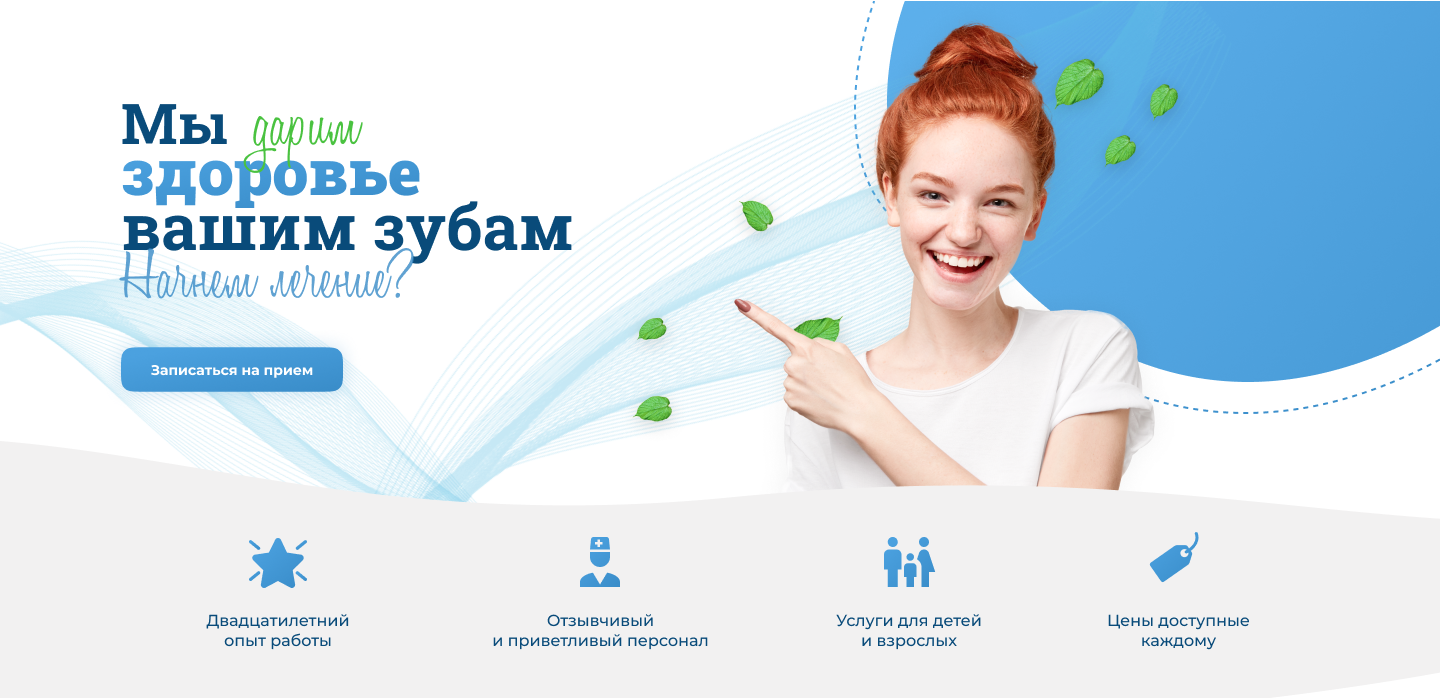 Мы дарим
здоровье
вашим зубам
Начнем лечение?
Записаться на прием
Двадцатилетний
опыт работы
Отзывчивый
и приветливый персонал
Услуги для детей
и взрослых
Цены доступные
каждому